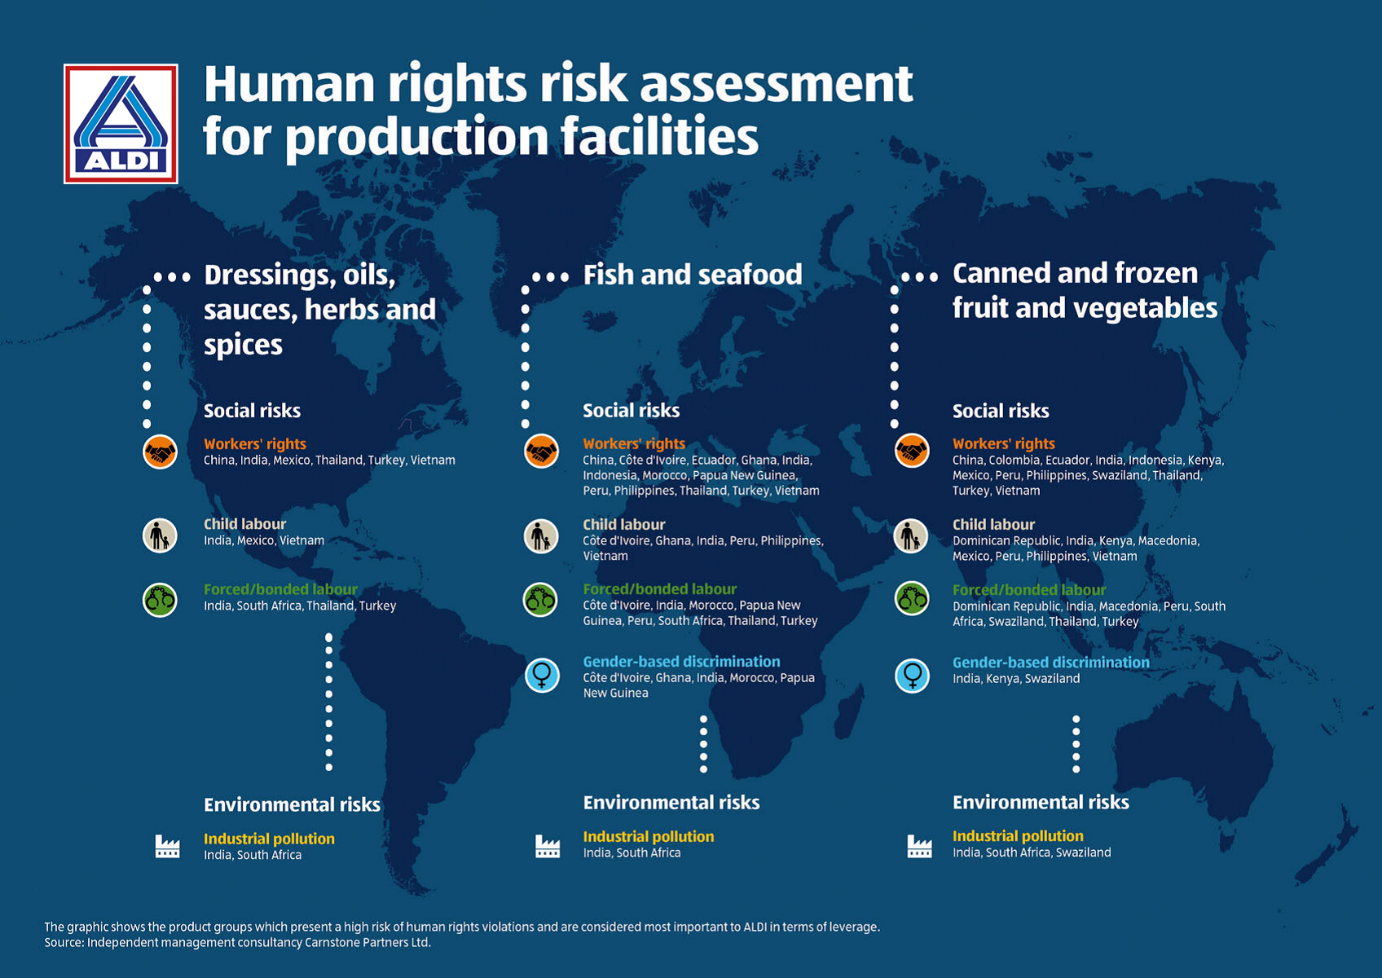 ALDI
Human rights risk assessment
for production facilities
Dressings, oils,
sauces, herbs and
spices
Social risks
Workers' rights
China, India, Mexico, Thailand, Turkey, Vietnam
Child labour
India, Mexico, Vietnam
Forced/bonded labour
India, South Africa, Thailand, Turkey
Environmental risks
Industrial pollution
India, South Africa
Fish and seafood
Social risks
Workers' rights
China, Côte d'Ivoire, Ecuador, Ghana, India,
Indonesia, Morocco, Papua New Guinea,
Peru, Philippines, Thailand, Turkey, Vietnam
Child labour
Côte d'Ivoire, Ghana, India, Peru, Philippines,
Vietnam
Forced/bonded labour
Côte d'Ivoire, India, Morocco, Papua New
Guinea, Peru, South Africa, Thailand, Turkey
Gender-based discrimination
Côte d'Ivoire, Ghana, India, Morocco, Papua
New Guinea
Environmental risks
Industrial pollution
India, South Africa
Canned and frozen
fruit and vegetables
Social risks
Workers' rights
China, Colombia, Ecuador, India, Indonesia, Kenya,
Mexico, Peru, Philippines, Swaziland, Thailand,
Turkey, Vietnam
Child labour
Dominican Republic, India, Kenya, Macedonia,
Mexico, Peru, Philippines, Vietnam
Forced/bonded labour
Dominican Republic, India, Macedonia, Peru, South
Africa, Swaziland, Thailand, Turkey
Gender-based discrimination
India, Kenya, Swaziland
Environmental risks
Industrial pollution
India, South Africa, Swaziland
The graphic shows the product groups which present a high risk of human rights violations and are considered most important to ALDI in terms of leverage.
Source: Independent management consultancy Carnstone Partners Ltd.